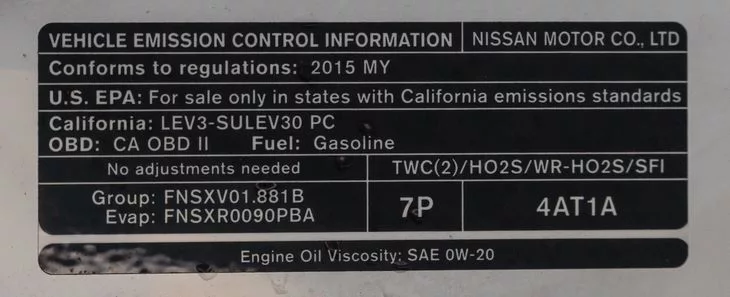 VEHICLE EMISSION CONTROL INFORMATION NISSAN MOTOR CO., LTD
Conforms to regulations: 2015 MY
U.S. EPA: For sale only in states with California emissions standards
California: LEV3-SULEV30 PC
OBD: CA OBD II Fuel: Gasoline
No adjustments needed TWC(2)/HO2S/WR-HO2S/SFI
Group: FNSXV01.881B
Evap: FNSXR0090PBA
7P 4AT1A
Engine Oil Viscosity: SAE 0W-20